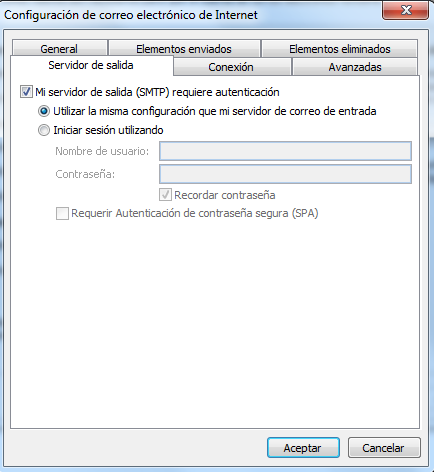 Configuración de correo electrónico de Internet
General Elementos enviados Elementos eliminados
Servidor de salida Conexión Avanzadas
Mi servidor de salida (SMTP) requiere autenticación
Utilizar la misma configuración que mi servidor de correo de entrada
Iniciar sesión utilizando
Nombre de usuario:
Contraseña:
Recordar contraseña
Requerir Autenticación de contraseña segura (SPA)
Aceptar Cancelar